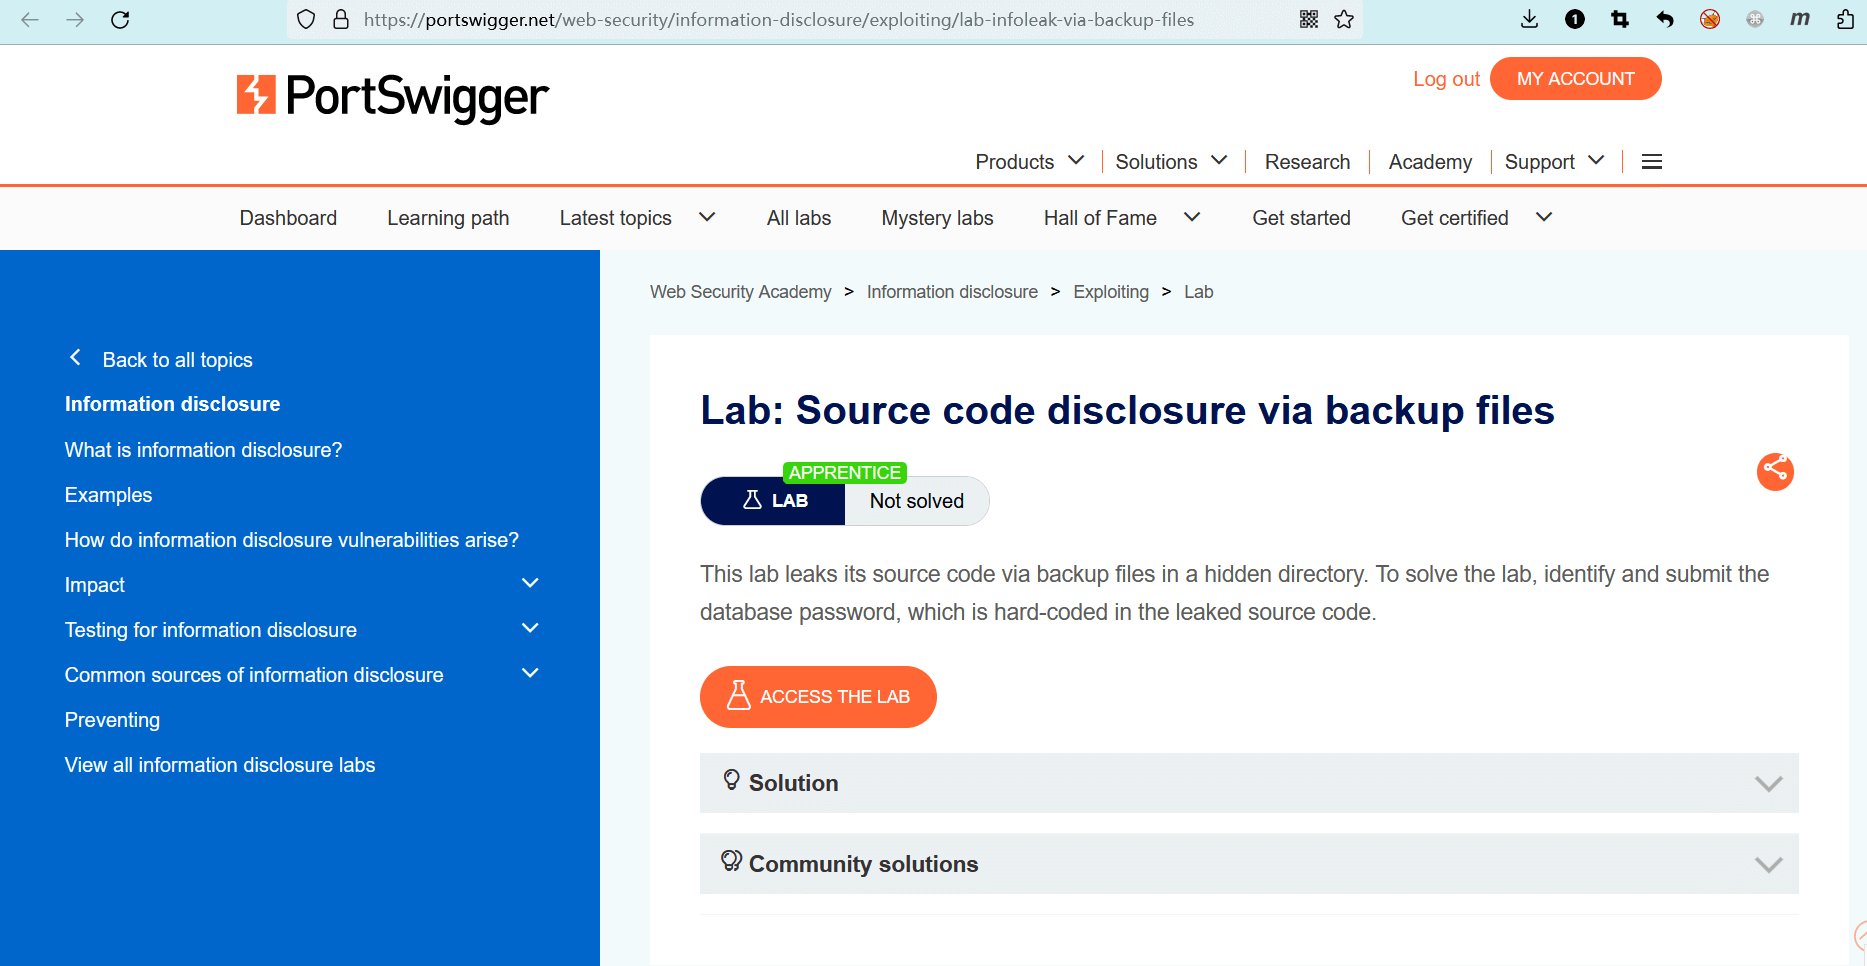 https://portswigger.net/web-security/information-disclosure/exploiting/lab-infoleak-via-backup-files
1
m
PortSwigger
Log out
MY ACCOUNT
Products
Solutions
Research
Academy
Support
Dashboard
Learning path
Latest topics
All labs
Mystery labs
Hall of Fame
Get started
Get certified
Back to all topics
Information disclosure
What is information disclosure?
Examples
How do information disclosure vulnerabilities arise?
Impact
Testing for information disclosure
Common sources of information disclosure
Preventing
View all information disclosure labs
Web Security Academy > Information disclosure > Exploiting > Lab
Lab: Source code disclosure via backup files
APPRENTICE
LAB
Not solved
This lab leaks its source code via backup files in a hidden directory. To solve the lab, identify and submit the
database password, which is hard-coded in the leaked source code.
ACCESS THE LAB
Solution
Community solutions